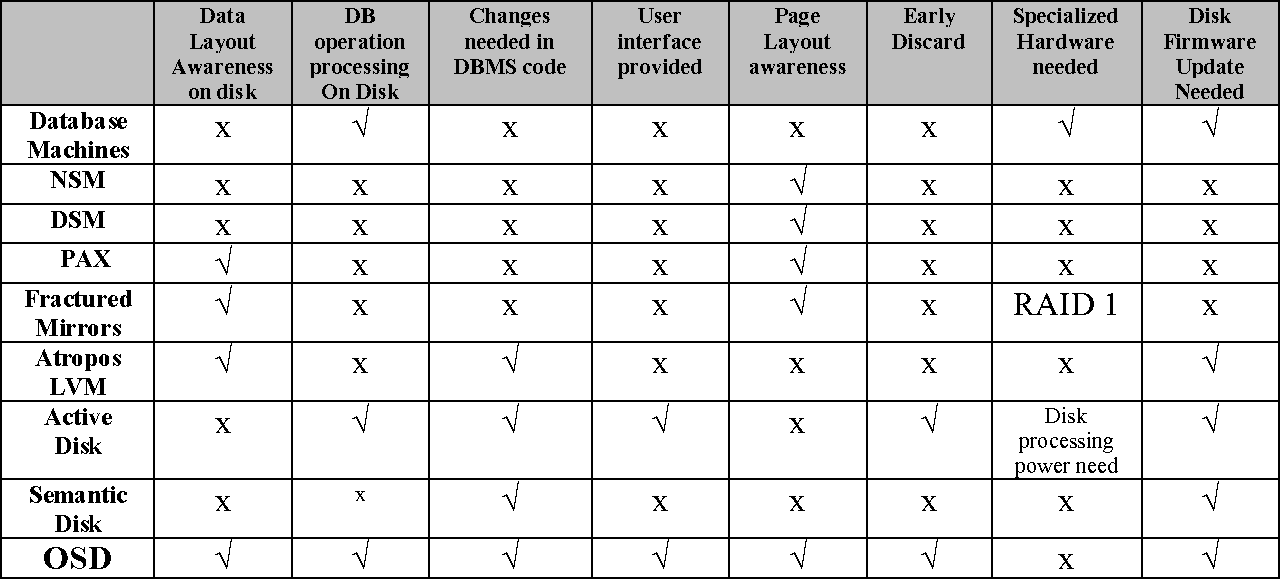 Data Layout Awareness on disk | DB operation processing On Disk | Changes needed in DBMS code | User interface provided | Page Layout awareness | Early Discard | Specialized Hardware needed | Disk Firmware Update Needed
Database Machines | x | √ | x | x | x | x | √ | √
NSM | x | x | x | x | √ | x | x | x
DSM | x | x | x | x | √ | x | x | x
PAX | √ | x | x | x | √ | x | x | x
Fractured Mirrors | √ | x | x | x | √ | x | RAID 1 | x
Atropos LVM | √ | x | √ | x | x | x | x | √
Active Disk | x | √ | √ | √ | x | √ | Disk processing power need | √
Semantic Disk | x | x | √ | x | x | x | x | √
OSD | √ | √ | √ | √ | √ | √ | x | √